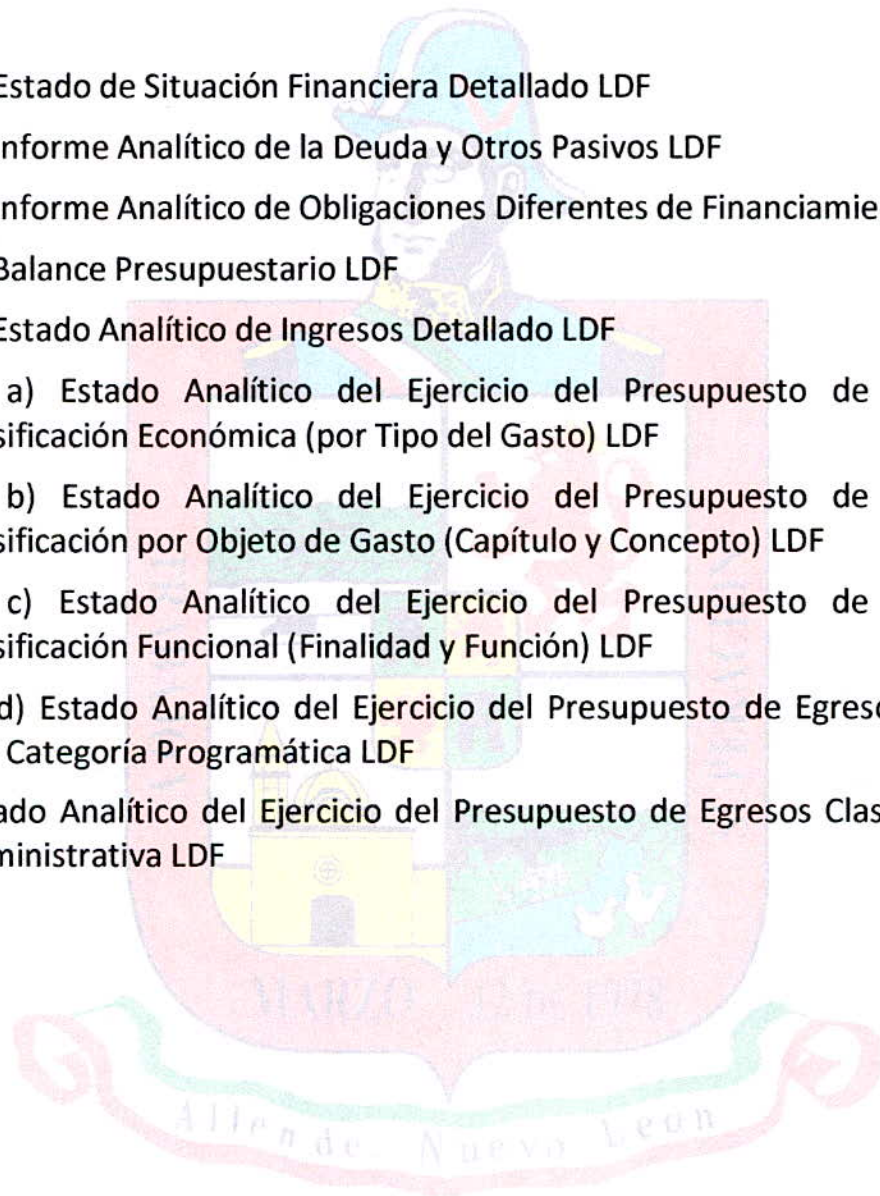 Estado de Situación Financiera Detallado LDF
nforme Analítico de la Deuda y Otros Pasivos LDF
nforme Analítico de Obligaciones Diferentes de Financiamie
Balance Presupuestario LDF
Estado Analítico de Ingresos Detallado LDF
a) Estado Analítico del Ejercicio del Presupuesto de
sificación Económica (por Tipo del Gasto) LDF
b) Estado Analítico del Ejercicio del Presupuesto de
sificación por Objeto de Gasto (Capítulo y Concepto) LDF
c) Estado Analítico del Ejercicio del Presupuesto de
sificación Funcional (Finalidad y Función) LDF
d) Estado Analítico del Ejercicio del Presupuesto de Egreso
Categoría Programática LDF
ado Analítico del Ejercicio del Presupuesto de Egresos Clas
ministrativa LDF
MARZO 12 DE
Allende, Nuevo León